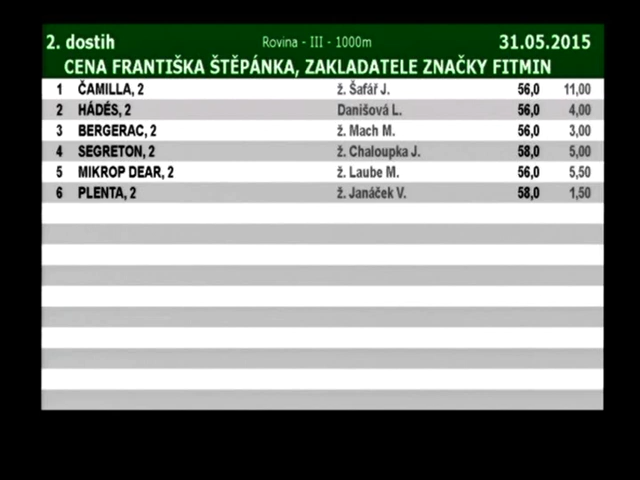 2. dostih Rovina - III - 1000m 31.05.2015
CENA FRANTIŠKA ŠTĚPÁNKA, ZAKLADATELE ZNAČKY FITMIN
1 ČAMILLA, 2 ž. Šafář J. 56,0 11,00
2 HÁDÉS, 2 Danišová L. 56,0 4,00
3 BERGERAC, 2 ž. Mach M. 56,0 3,00
4 SEGRETON, 2 ž. Chaloupka J. 58,0 5,00
5 MIKROP DEAR, 2 ž. Laube M. 56,0 5,50
6 PLENTA, 2 ž. Janáček V. 58,0 1,50